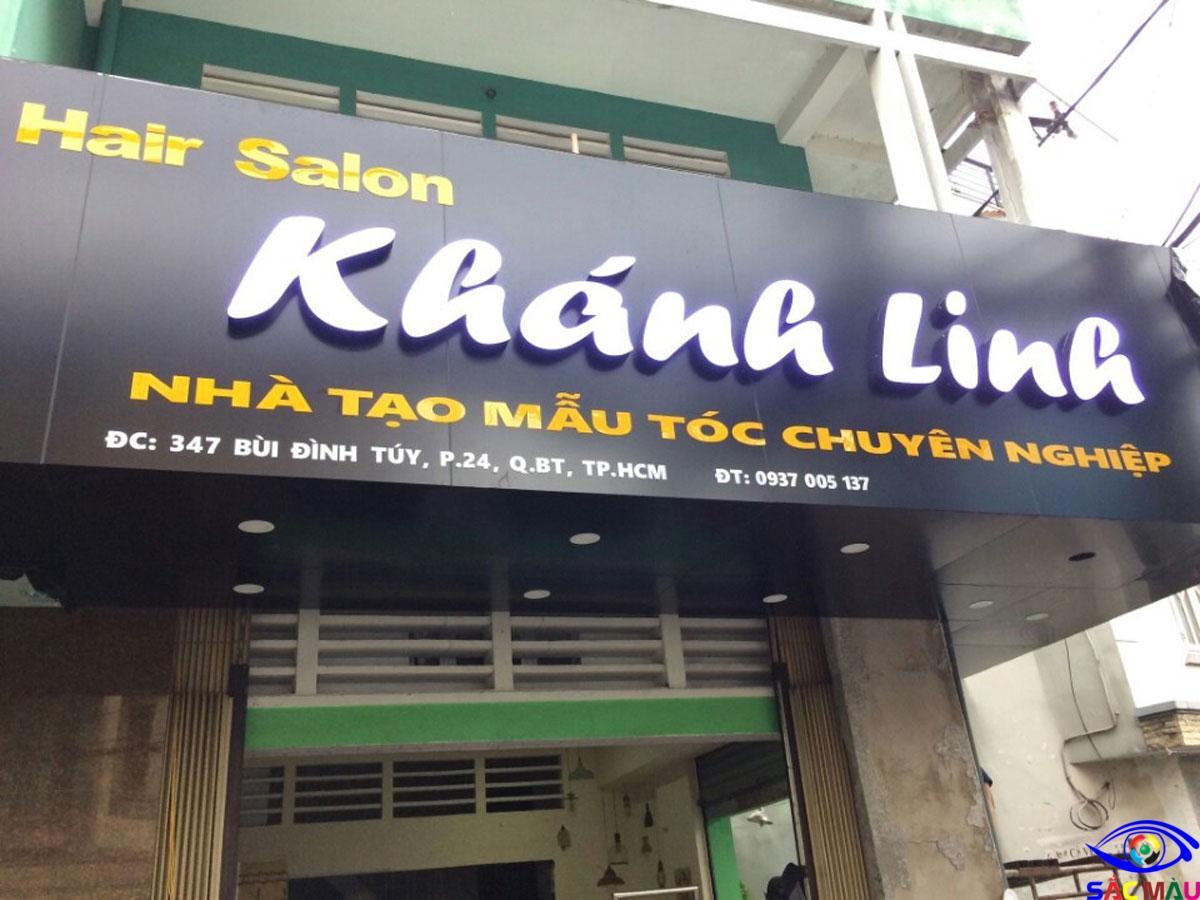 Hair Salon
Khánh Linh
NHÀ TẠO MẪU TÓC CHUYÊN NGHIỆP
ĐC: 347 BÙI ĐÌNH TÚY, P.24, Q.BT, TP.HCM ĐT: 0937 005 137
SẮC MÀU